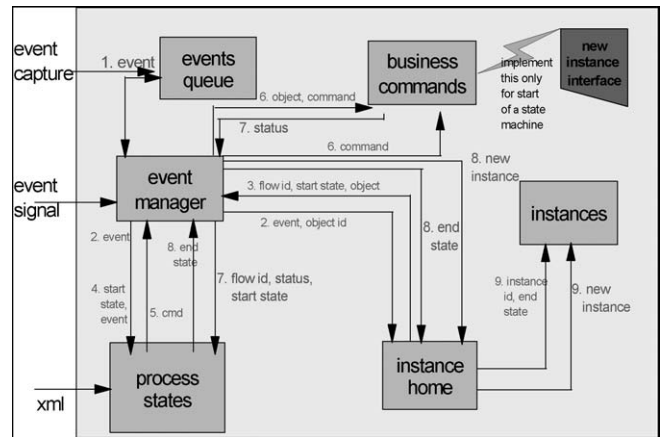 event
capture
1. event
events
queue
business
commands
implement
this only
for start
of a state
machine
new
instance
interface
6. object, command
7. status
6. command
event
signal
event
manager
3. flow id, start state, object
2. event, object id
8. new
instance
8. end
state
instances
2. event
8. end
state
7. flow id, status,
start state
4. start
state,
event
5. cmd
9. instance
id, end
state
9. new
instance
xml
process
states
instance
home